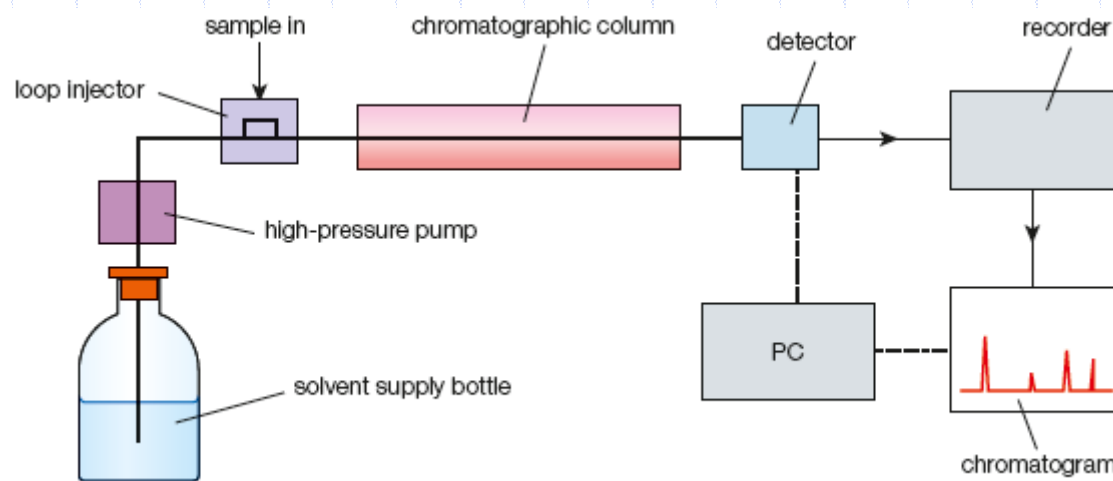 sample in
chromatographic column
recorder
detector
loop injector
high-pressure pump
PC
solvent supply bottle
chromatogram